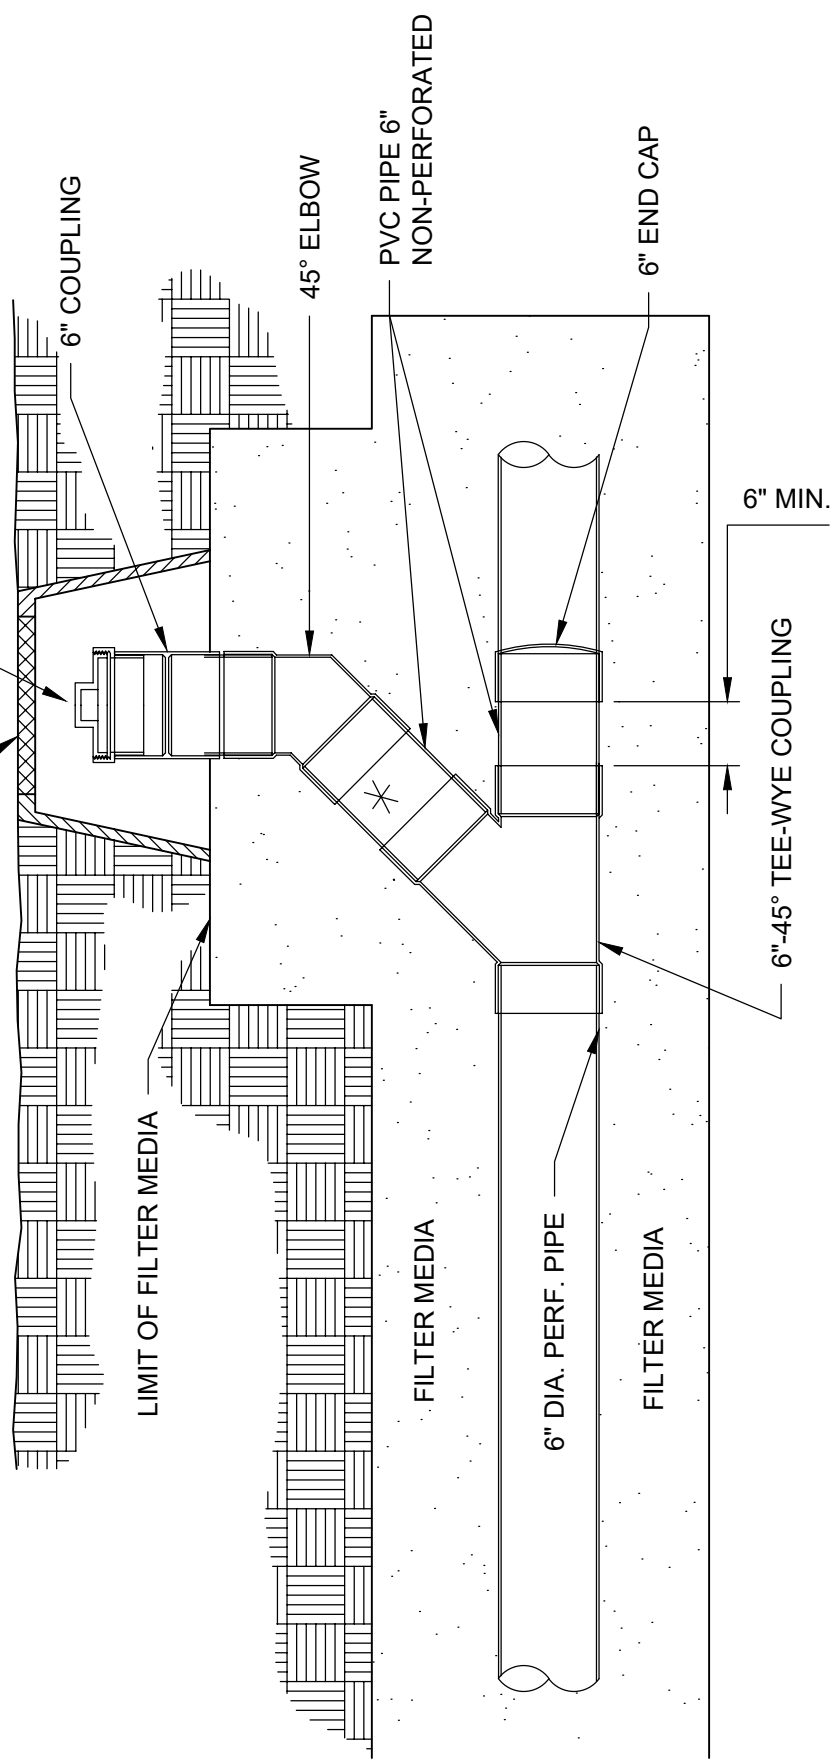 6" COUPLING
45° ELBOW
PVC PIPE 6"
NON-PERFORATED
6" END CAP
6" MIN.
6"-45° TEE-WYE COUPLING
LIMIT OF FILTER MEDIA
FILTER MEDIA
6" DIA. PERF. PIPE
FILTER MEDIA